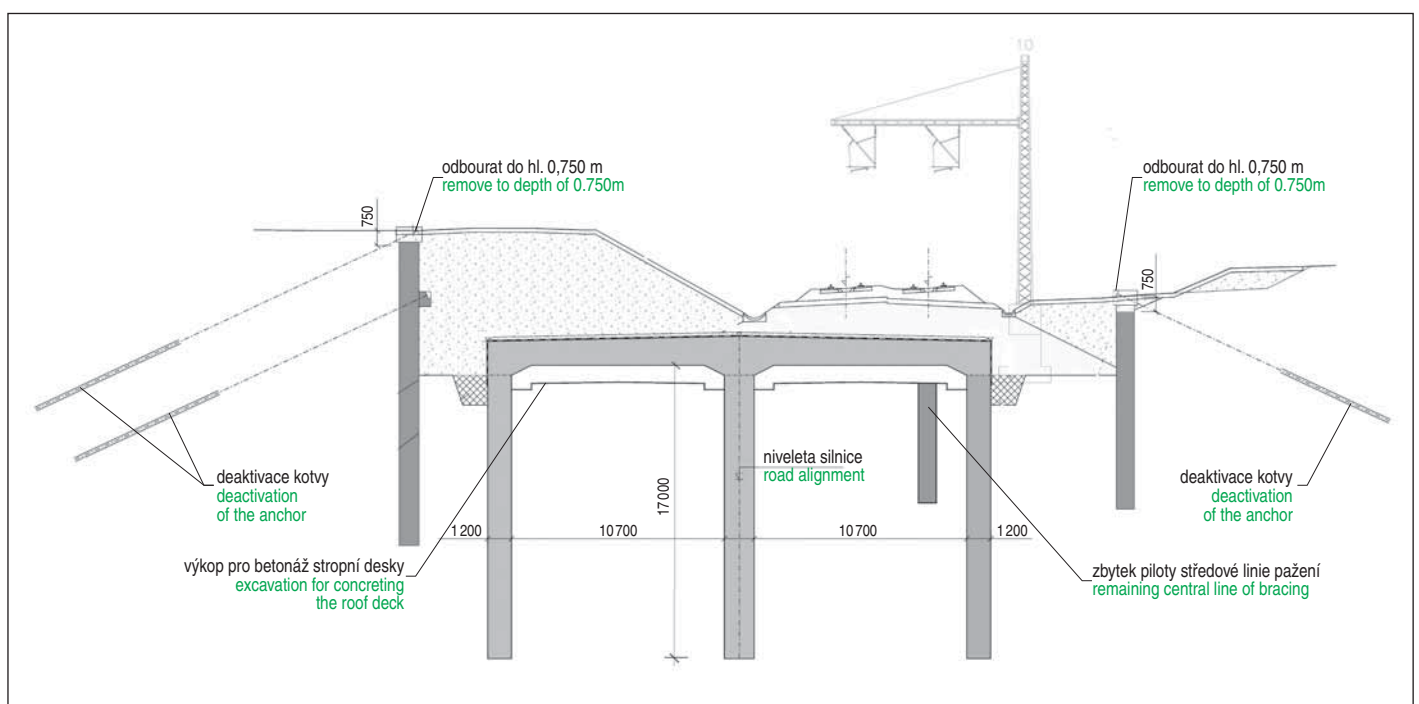 10
odbourat do hl. 0,750 m
remove to depth of 0.750m
odbourat do hl. 0,750 m
remove to depth of 0.750m
750
750
deaktivace kotvy
deactivation
of the anchor
niveleta silnice
road alignment
17 000
deaktivace kotvy
deactivation
of the anchor
1 200
10 700
10 700
1 200
výkop pro betonáž stropní desky
excavation for concreting
the roof deck
zbytek piloty středové linie pažení
remaining central line of bracing